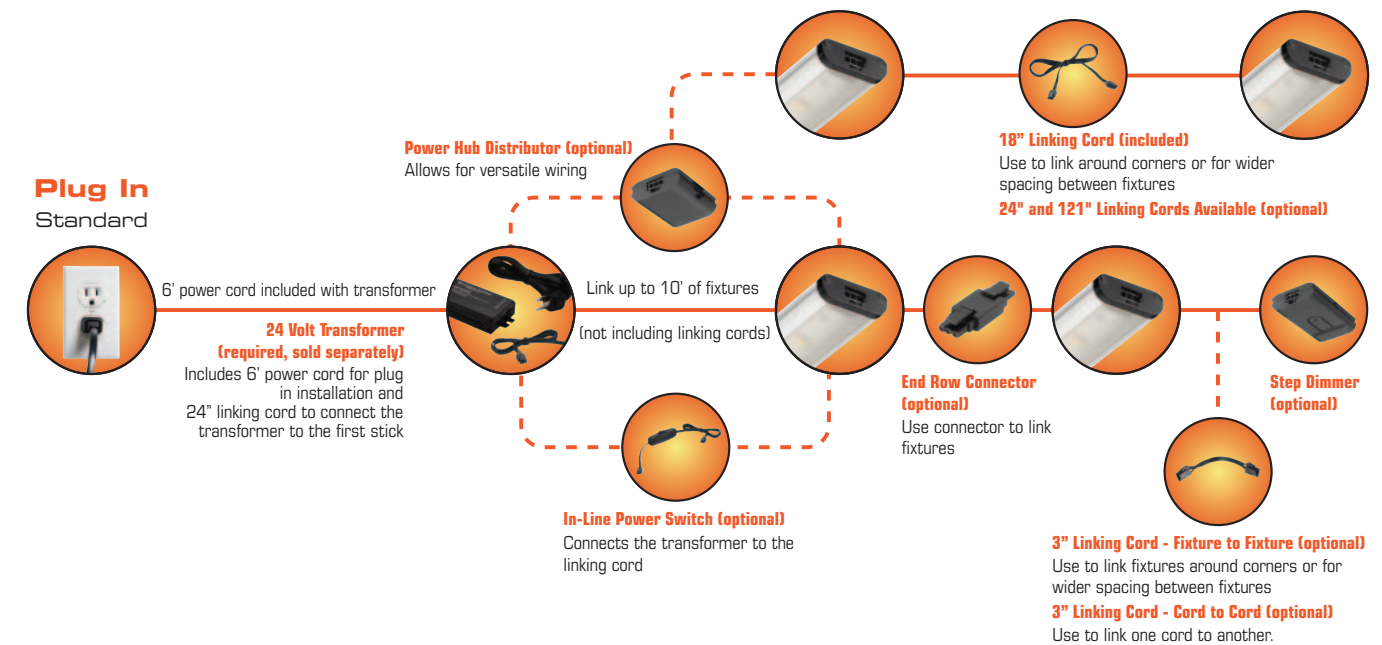 Plug In
Standard
6' power cord included with transformer
24 Volt Transformer
(required, sold separately)
Includes 6' power cord for plug
in installation and
24" linking cord to connect the
transformer to the first stick
Power Hub Distributor (optional)
Allows for versatile wiring
Link up to 10' of fixtures
(not including linking cords)
In-Line Power Switch (optional)
Connects the transformer to the
linking cord
18" Linking Cord (included)
Use to link around corners or for wider
spacing between fixtures
24" and 121" Linking Cords Available (optional)
End Row Connector
(optional)
Use connector to link
fixtures
Step Dimmer
(optional)
3" Linking Cord - Fixture to Fixture (optional)
Use to link fixtures around corners or for
wider spacing between fixtures
3" Linking Cord - Cord to Cord (optional)
Use to link one cord to another.